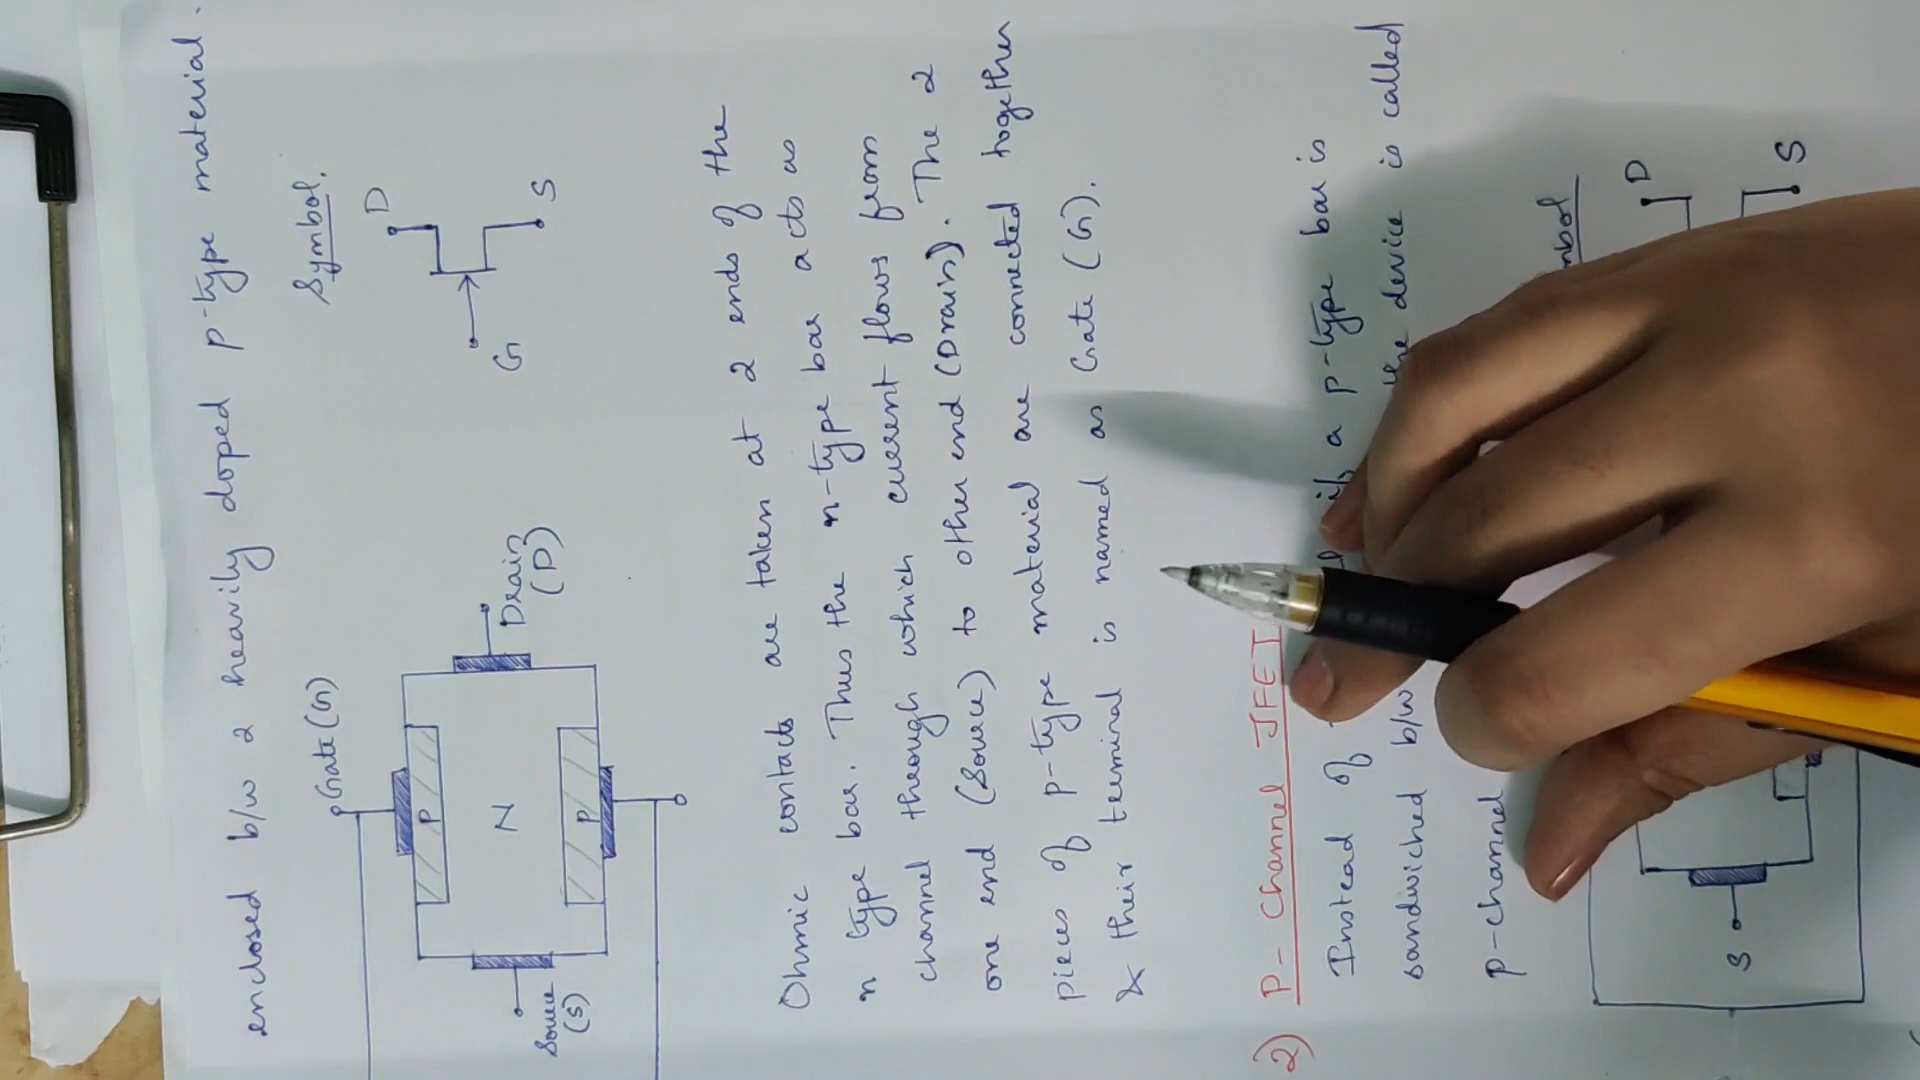 enclosed b/w 2 heavily doped p-type material.
Symbol.
Gate (G)
D
P
N
G
S
Drain
(D)
P
Source
(S)
Ohmic contacts are taken at 2 ends of the
n type bar. Thus the n-type bar acts as
channel through which current flows from
one end (Source) to other end (Drain). The 2
pieces of p-type material are connected together
& their terminal is named as Gate (G).
2) P-Channel JFET
Instead of if a p-type bar is
sandwiched b/w the device is called
p-channel
D
S
S